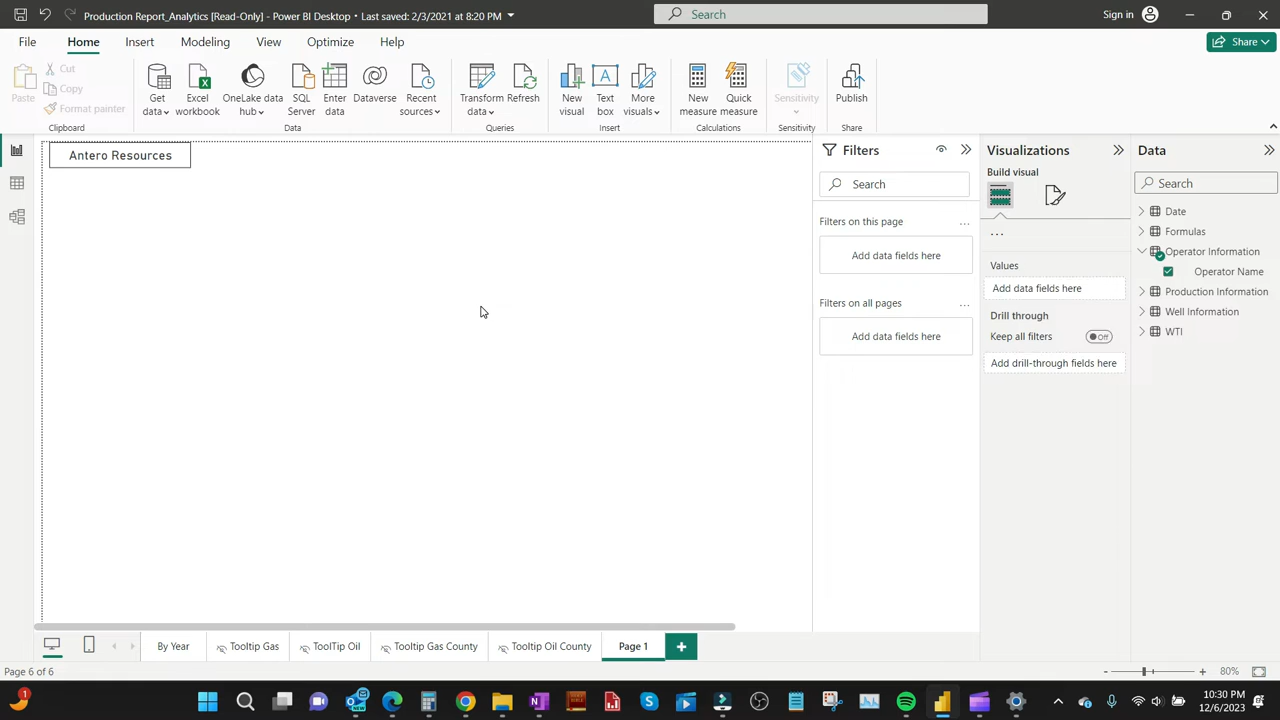 Production Report_Analytics [Read-Only] - Power BI Desktop • Last saved: 2/3/2021 at 8:20 PM
Search
Sign in
File Home Insert Modeling View Optimize Help
Share
Paste
Cut
Copy
Format painter
Clipboard
Get data
Excel workbook
OneLake data hub
SQL Server
Enter data
Dataverse
Recent sources
Data
Transform data
Refresh
Queries
New visual
Text box
More visuals
Insert
New measure
Quick measure
Calculations
Sensitivity
Sensitivity
Publish
Share
Antero Resources
Filters
Search
Filters on this page
...
Add data fields here
Filters on all pages
...
Add data fields here
Visualizations
Build visual
...
Values
Add data fields here
Drill through
Keep all filters
Off
Add drill-through fields here
Data
Search
Date
Formulas
Operator Information
Operator Name
Production Information
Well Information
WTI
By Year
Tooltip Gas
ToolTip Oil
Tooltip Gas County
Tooltip Oil County
Page 1
Page 6 of 6
80%
1
10:30 PM
12/6/2023